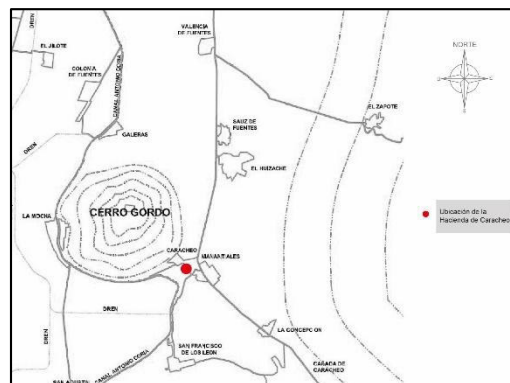 VALENCIA
DE FUENTES
NORTE
EL JILOTE
COLONIA
DE FUENTES
CANAL ANTONIO CORIA
EL ZAPOTE
SAUZ DE
FUENTES
GALERAS
DREN
EL HUIZACHE
CERRO GORDO
LA MOCHA
Ubicación de la
Hacienda de Caracheo
CARACHEO
MANANTIALES
DREN
DREN
LA CONCEPCION
SAN FRANCISCO
DE LOS LEON
CAÑADA DE
CARACHEO
CANAL ANTONIO CORIA